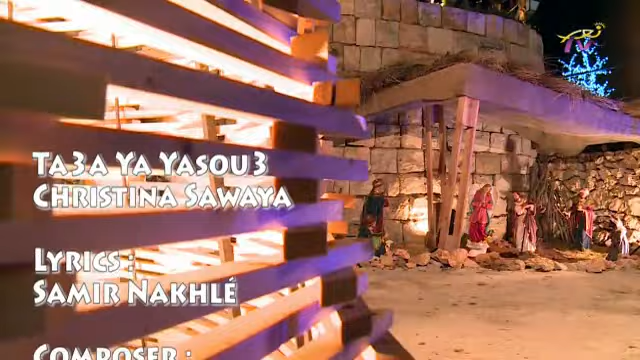 Ta3a Ya Yasou3
Christina Sawaya
Lyrics :
Samir Nakhlé
Composer :